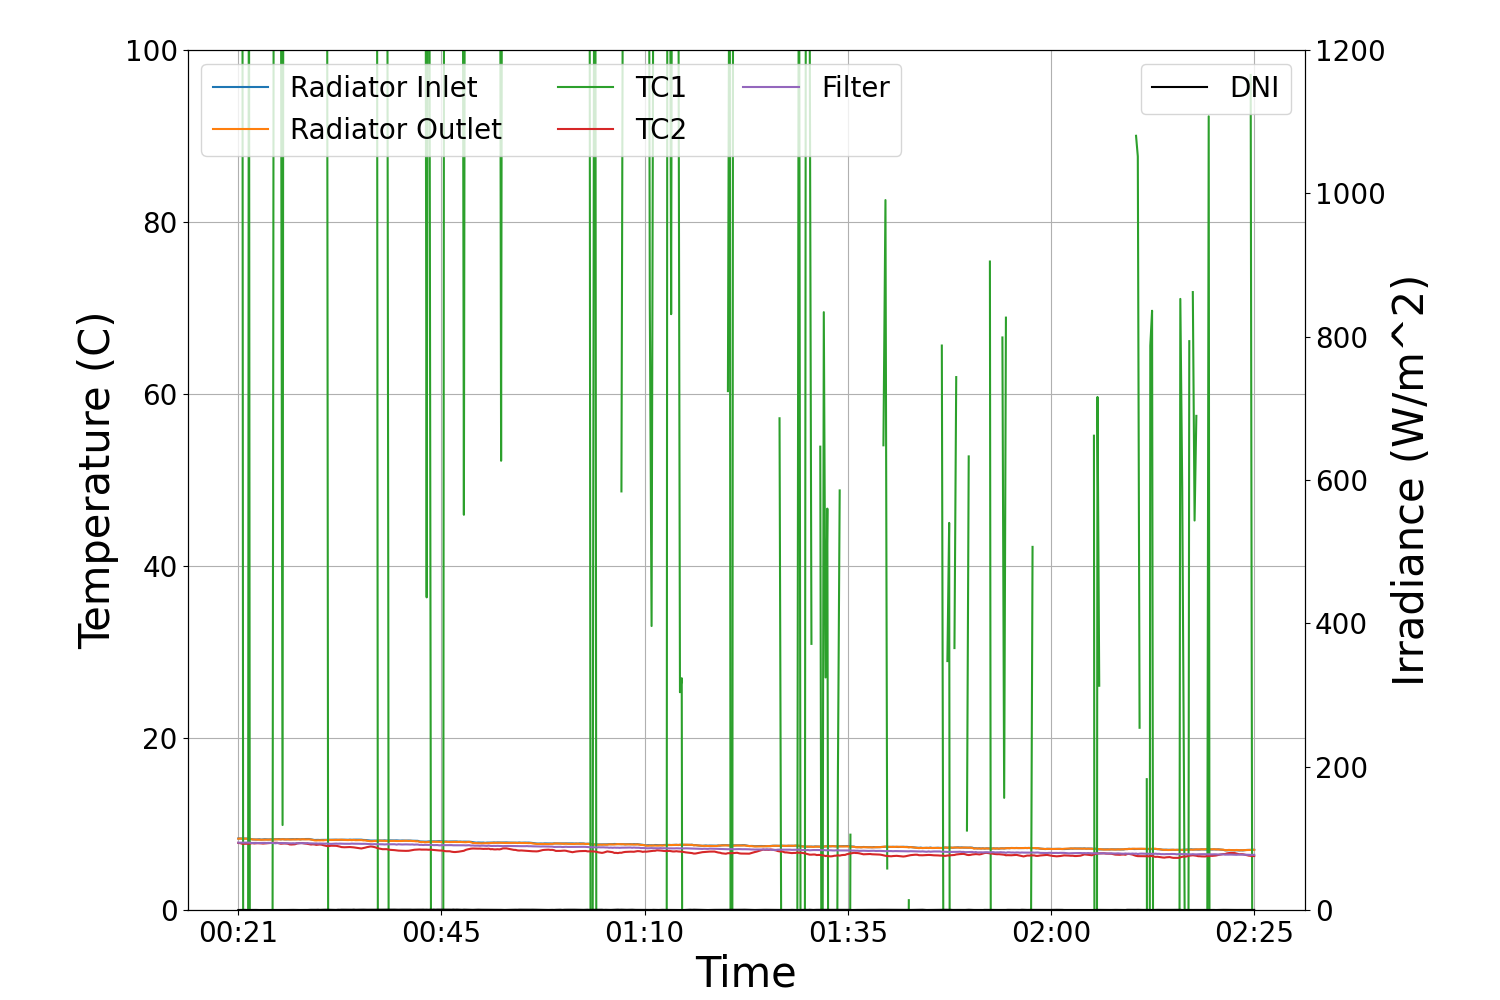 100
80
60
40
20
0
Temperature (C)
Radiator Inlet
Radiator Outlet
TC1
TC2
Filter
DNI
1200
1000
800
600
400
200
0
Irradiance (W/m^2)
00:21
00:45
01:10
01:35
02:00
02:25
Time